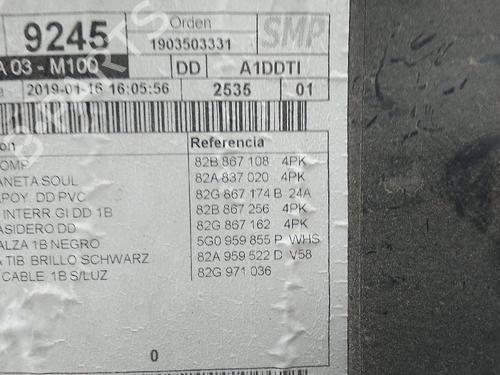 9245
Orden
1903503331
SMP
A 03 - M100
DD
A1DDTI
2019-01-16 16:05:56
2535
01
Referencia
OMP 82B 867 108 4PK
ANETA SOUL 82A 837 020 4PK
APOY. DD PVC 82G 867 174 B 24A
INTERR GI DD 1B 82B 867 256 4PK
ASIDERO DD 82G 867 162 4PK
ALZA 1B NEGRO 5G0 959 855 P WHS
A TIB BRILLO SCHWARZ 82A 959 522 D V58
CABLE 1B S/LUZ 82G 971 036
0